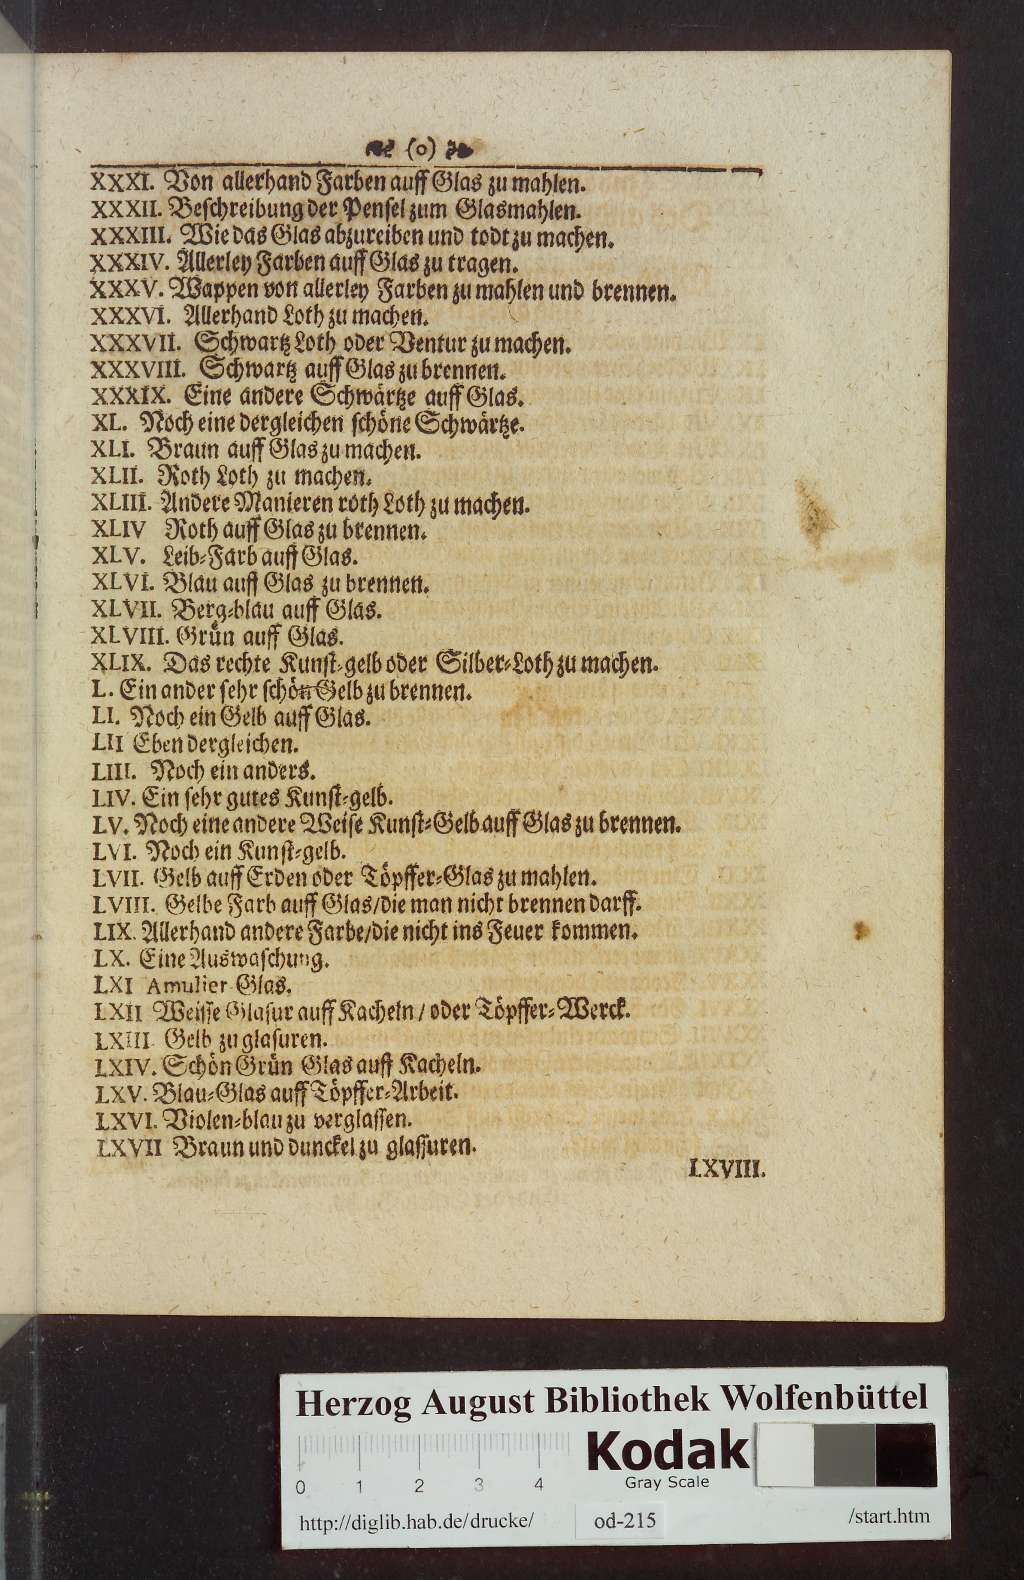 (o)
XXXI. Von allerhand Farben auff Glas zu mahlen.
XXXII. Beschreibung der Pensel zum Glasmahlen.
XXXIII. Wie das Glas abzureiben und todt zu machen.
XXXIV. Allerley Farben auff Glas zu tragen.
XXXV. Wappen von allerley Farben zu mahlen und brennen.
XXXVI. Allerhand Loth zu machen.
XXXVII. Schwartz Loth oder Ventur zu machen.
XXXVIII. Schwartz auff Glas zu brennen.
XXXIX. Eine andere Schwärtze auff Glas.
XL. Noch eine dergleichen schöne Schwärtze.
XLI. Braun auff Glas zu machen.
XLII. Roth Loth zu machen.
XLIII. Andere Manieren roth Loth zu machen.
XLIV Roth auff Glas zu brennen.
XLV. Leib-Farb auff Glas.
XLVI. Blau auff Glas zu brennen.
XLVII. Berg-blau auff Glas.
XLVIII. Grün auff Glas.
XLIX. Das rechte Kunst-gelb oder Silber-Loth zu machen.
L. Ein ander sehr schön Gelb zu brennen.
LI. Noch ein Gelb auff Glas.
LII Eben dergleichen.
LIII. Noch ein anders.
LIV. Ein sehr gutes Kunst-gelb.
LV. Noch eine andere Weise Kunst-Gelb auff Glas zu brennen.
LVI. Noch ein Kunst-gelb.
LVII. Gelb auff Erden oder Töpffer-Glas zu mahlen.
LVIII. Gelbe Farb auff Glas/die man nicht brennen darff.
LIX. Allerhand andere Farbe/die nicht ins Feuer kommen.
LX. Eine Auswaschung.
LXI Amulier-Glas.
LXII Weisse Glasur auff Kacheln / oder Töpffer-Werck.
LXIII. Gelb zu glasuren.
LXIV. Schön Grün Glas auff Kacheln.
LXV. Blau-Glas auff Töpffer-Arbeit.
LXVI. Violen-blau zu verglassen.
LXVII Braun und dunckel zu glassuren.
LXVIII.
Herzog August Bibliothek Wolfenbüttel
0 1 2 3 4
Kodak
Gray Scale
http://diglib.hab.de/drucke/ od-215 /start.htm